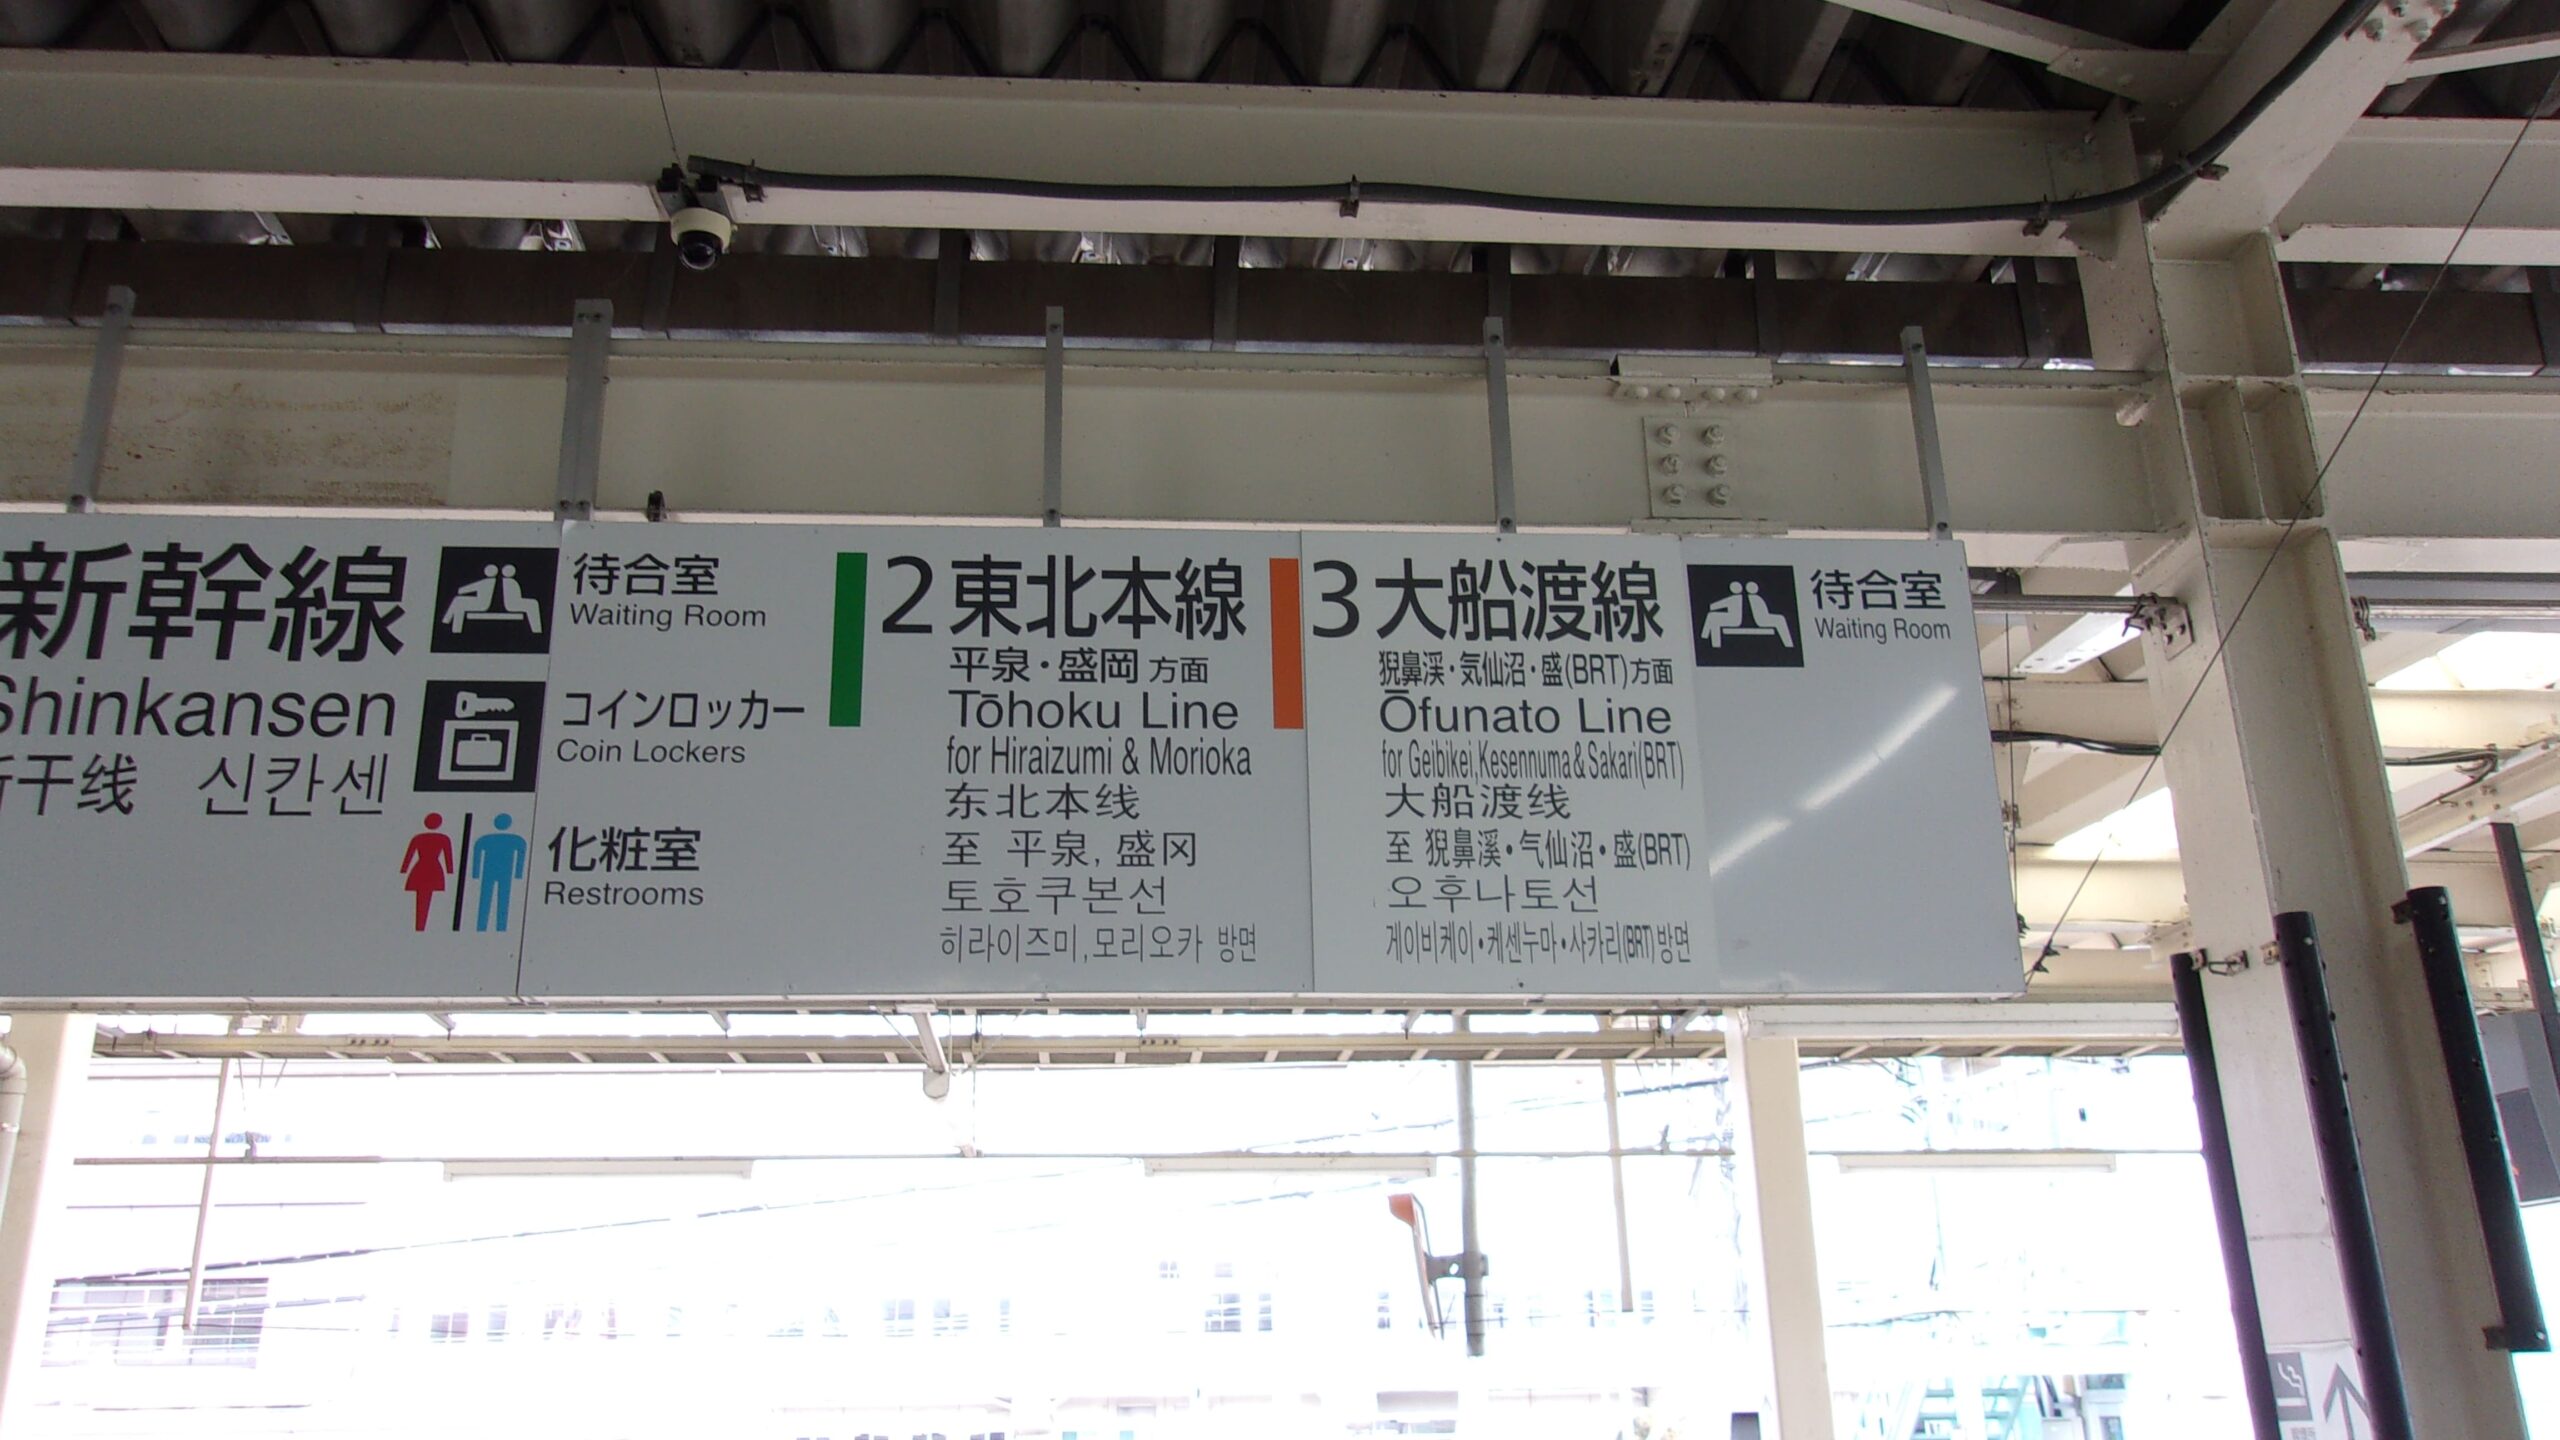 新幹線
Shinkansen
干线 신칸센
待合室
Waiting Room
コインロッカー
Coin Lockers
化粧室
Restrooms
2 東北本線
平泉・盛岡 方面
Tōhoku Line
for Hiraizumi & Morioka
东北本线
至 平泉, 盛冈
토호쿠본선
히라이즈미, 모리오카 방면
3 大船渡線
猊鼻渓・気仙沼・盛(BRT)方面
Ōfunato Line
for Geibikei, Kesennuma & Sakari(BRT)
大船渡线
至 猊鼻溪・气仙沼・盛(BRT)
오후나토선
게이비케이・케센누마・사카리(BRT)방면
待合室
Waiting Room